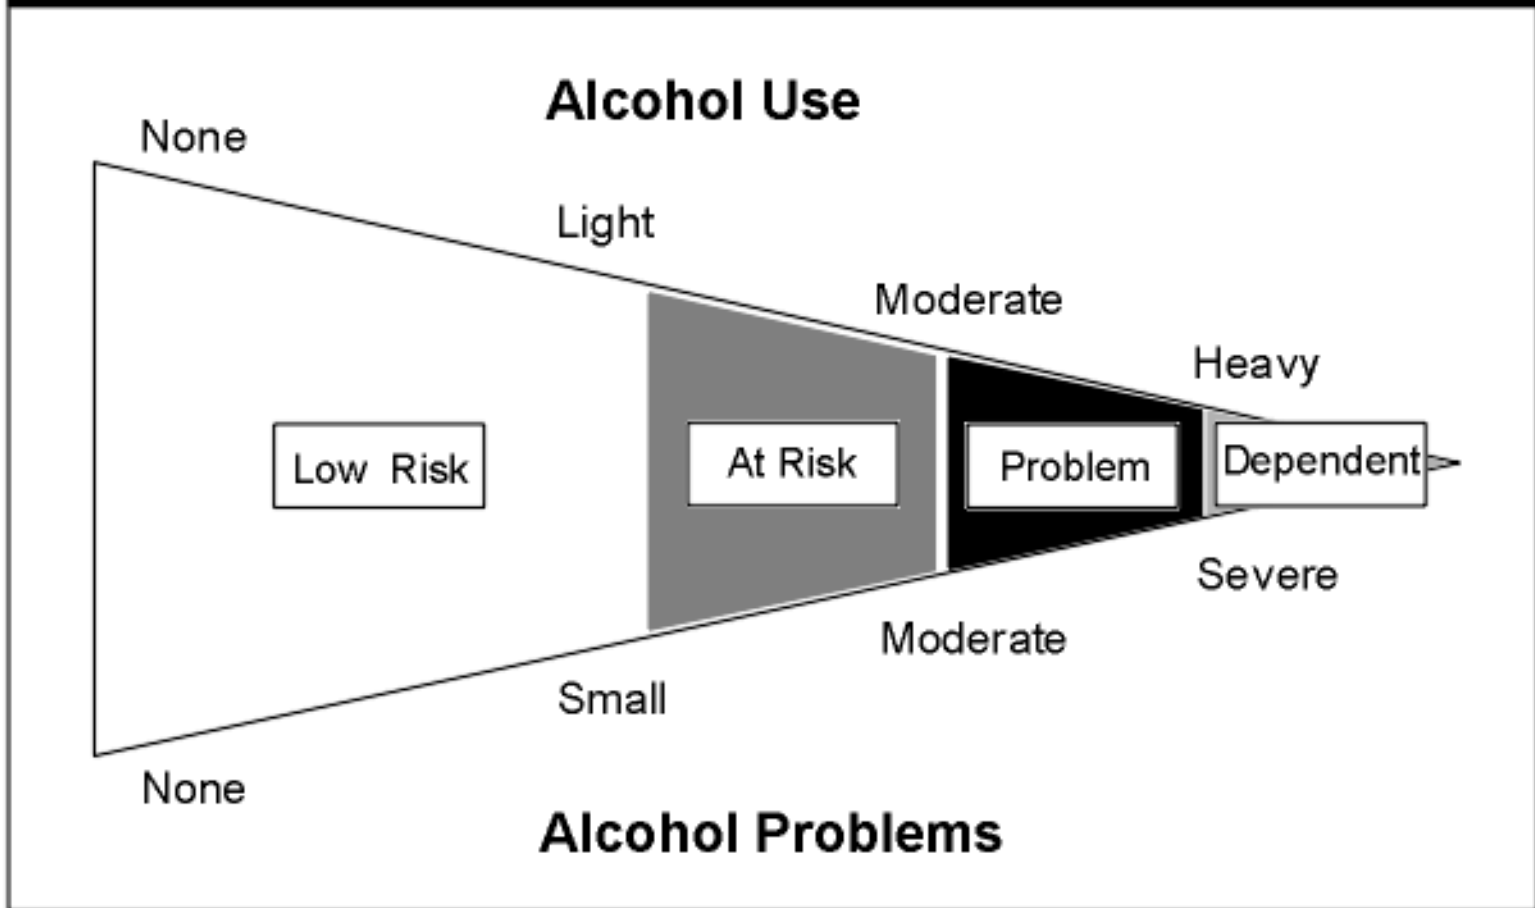 Alcohol Use
None
Light
Moderate
Heavy
Low Risk
At Risk
Problem
Dependent
Severe
Moderate
Small
None
Alcohol Problems